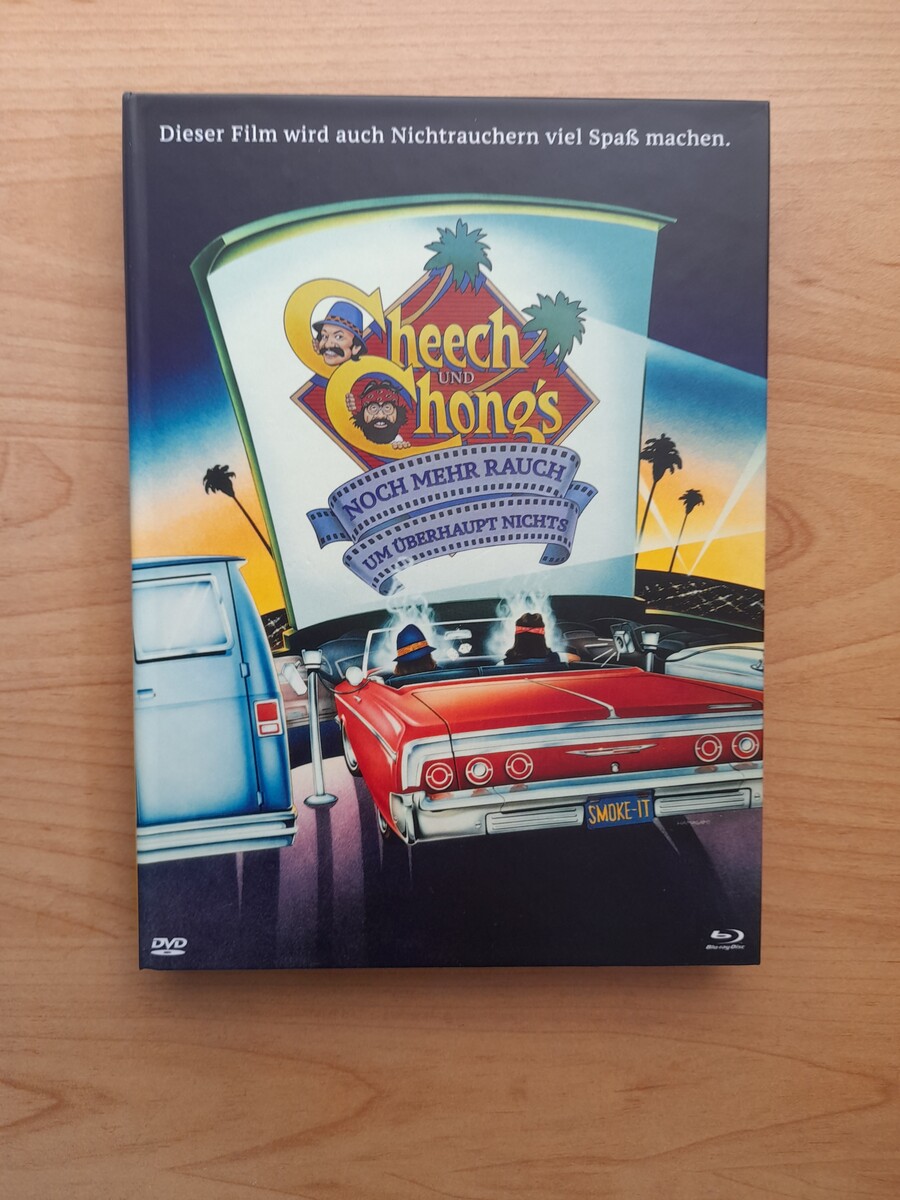 Dieser Film wird auch Nichtrauchern viel Spaß machen.
Cheech
UND
Chong's
NOCH MEHR RAUCH
UM ÜBERHAUPT NICHTS
SMOKE-IT
DVD
Blu-ray Disc